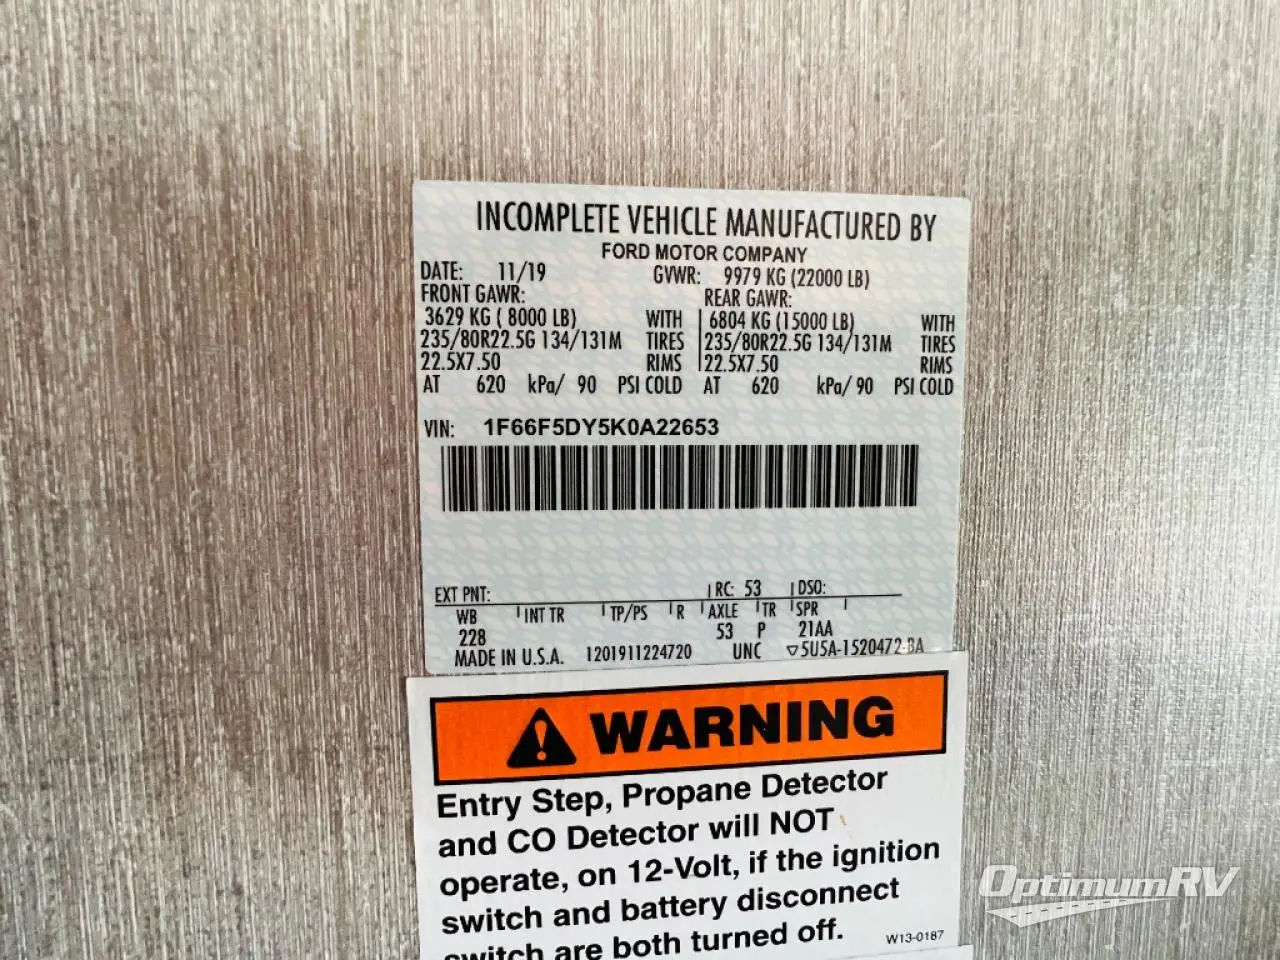 INCOMPLETE VEHICLE MANUFACTURED BY
FORD MOTOR COMPANY
DATE: 11/19 GVWR: 9979 KG (22000 LB)
FRONT GAWR: REAR GAWR:
3629 KG ( 8000 LB) WITH 6804 KG (15000 LB) WITH
235/80R22.5G 134/131M TIRES 235/80R22.5G 134/131M TIRES
22.5X7.50 RIMS 22.5X7.50 RIMS
AT 620 kPa/ 90 PSI COLD AT 620 kPa/ 90 PSI COLD
VIN: 1F66F5DY5K0A22653
EXT PNT: RC: 53 DSO:
WB INT TR TP/PS R AXLE TR SPR
228 53 P 21AA
MADE IN U.S.A. 1201911224720 UNC ▽5U5A-1520472-BA
WARNING
Entry Step, Propane Detector
and CO Detector will NOT
operate, on 12-Volt, if the ignition
switch and battery disconnect
switch are both turned off.
W13-0187
OptimumRV